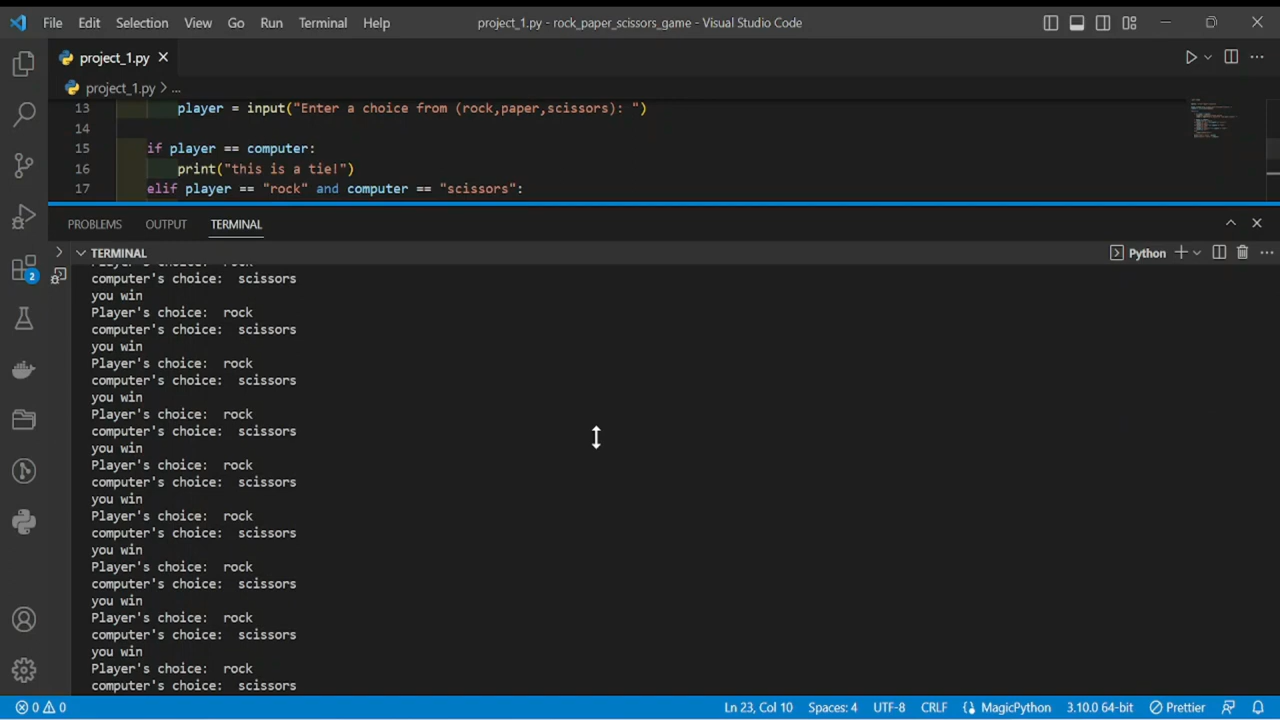 File Edit Selection View Go Run Terminal Help project_1.py - rock_paper_scissors_game - Visual Studio Code
project_1.py
project_1.py > ...
13 player = input("Enter a choice from (rock,paper,scissors): ")
14
15 if player == computer:
16 print("this is a tie!")
17 elif player == "rock" and computer == "scissors":
PROBLEMS OUTPUT TERMINAL
TERMINAL Python
Player's choice:  rock
computer's choice:  scissors
you win
Player's choice:  rock
computer's choice:  scissors
you win
Player's choice:  rock
computer's choice:  scissors
you win
Player's choice:  rock
computer's choice:  scissors
you win
Player's choice:  rock
computer's choice:  scissors
you win
Player's choice:  rock
computer's choice:  scissors
you win
Player's choice:  rock
computer's choice:  scissors
you win
Player's choice:  rock
computer's choice:  scissors
you win
Player's choice:  rock
computer's choice:  scissors
2
0 0 Ln 23, Col 10 Spaces: 4 UTF-8 CRLF MagicPython 3.10.0 64-bit Prettier